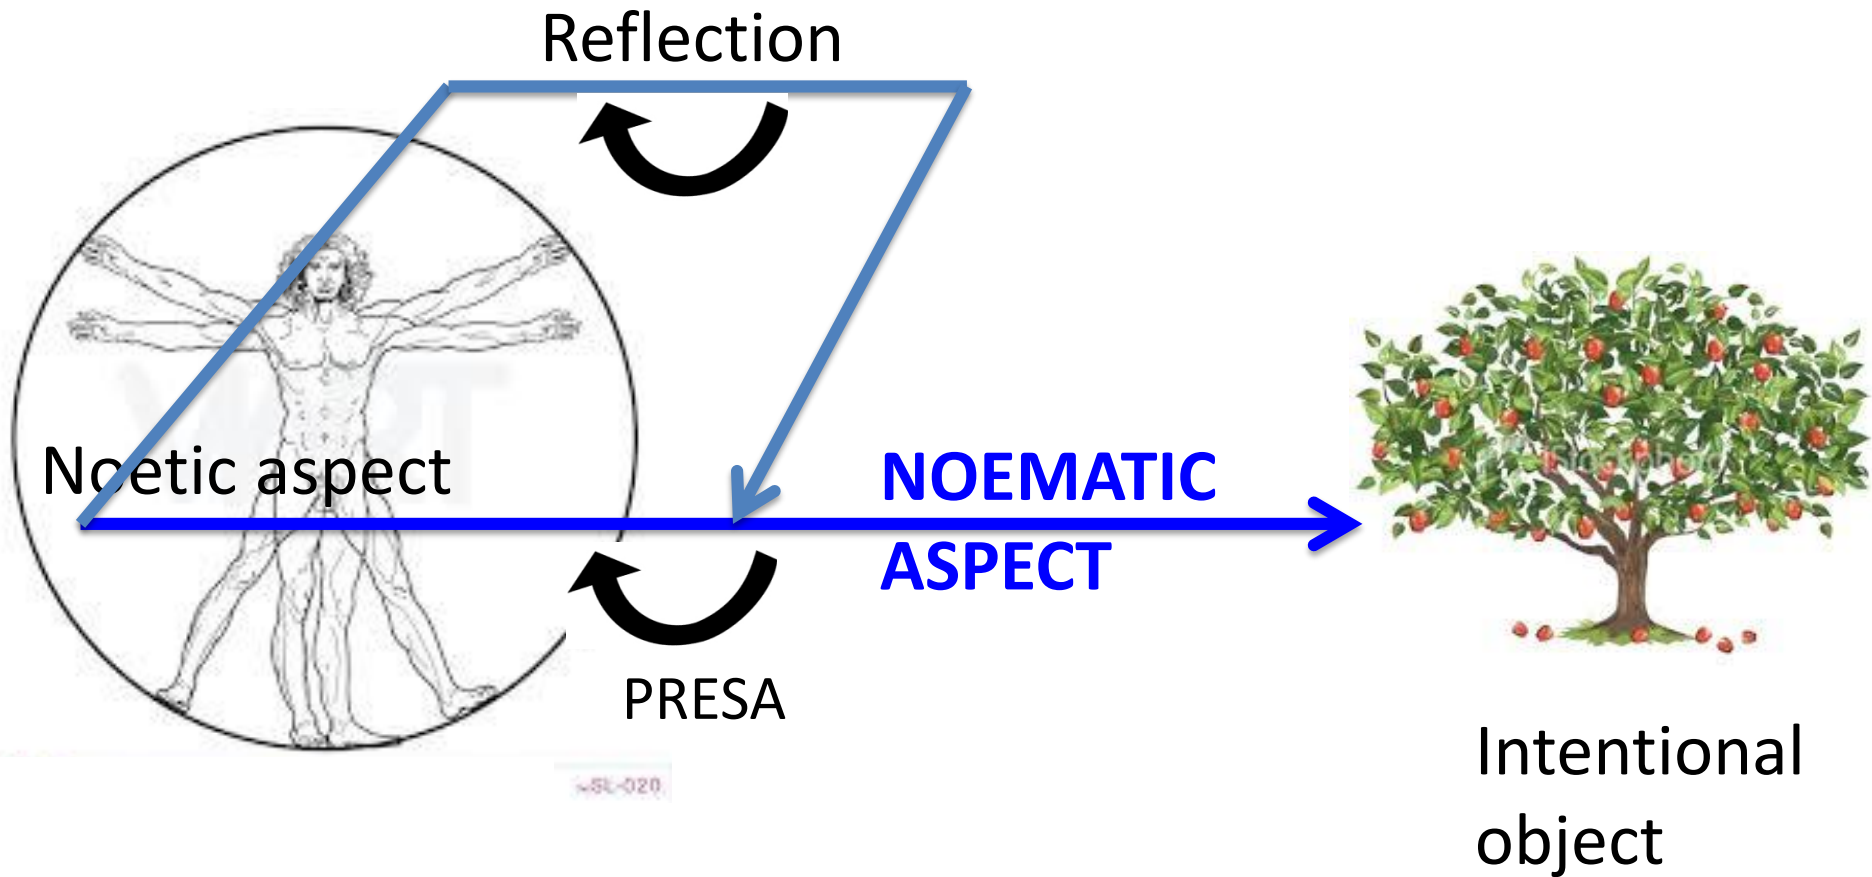 Reflection
Noetic aspect
NOEMATIC
ASPECT
PRESA
Intentional
object